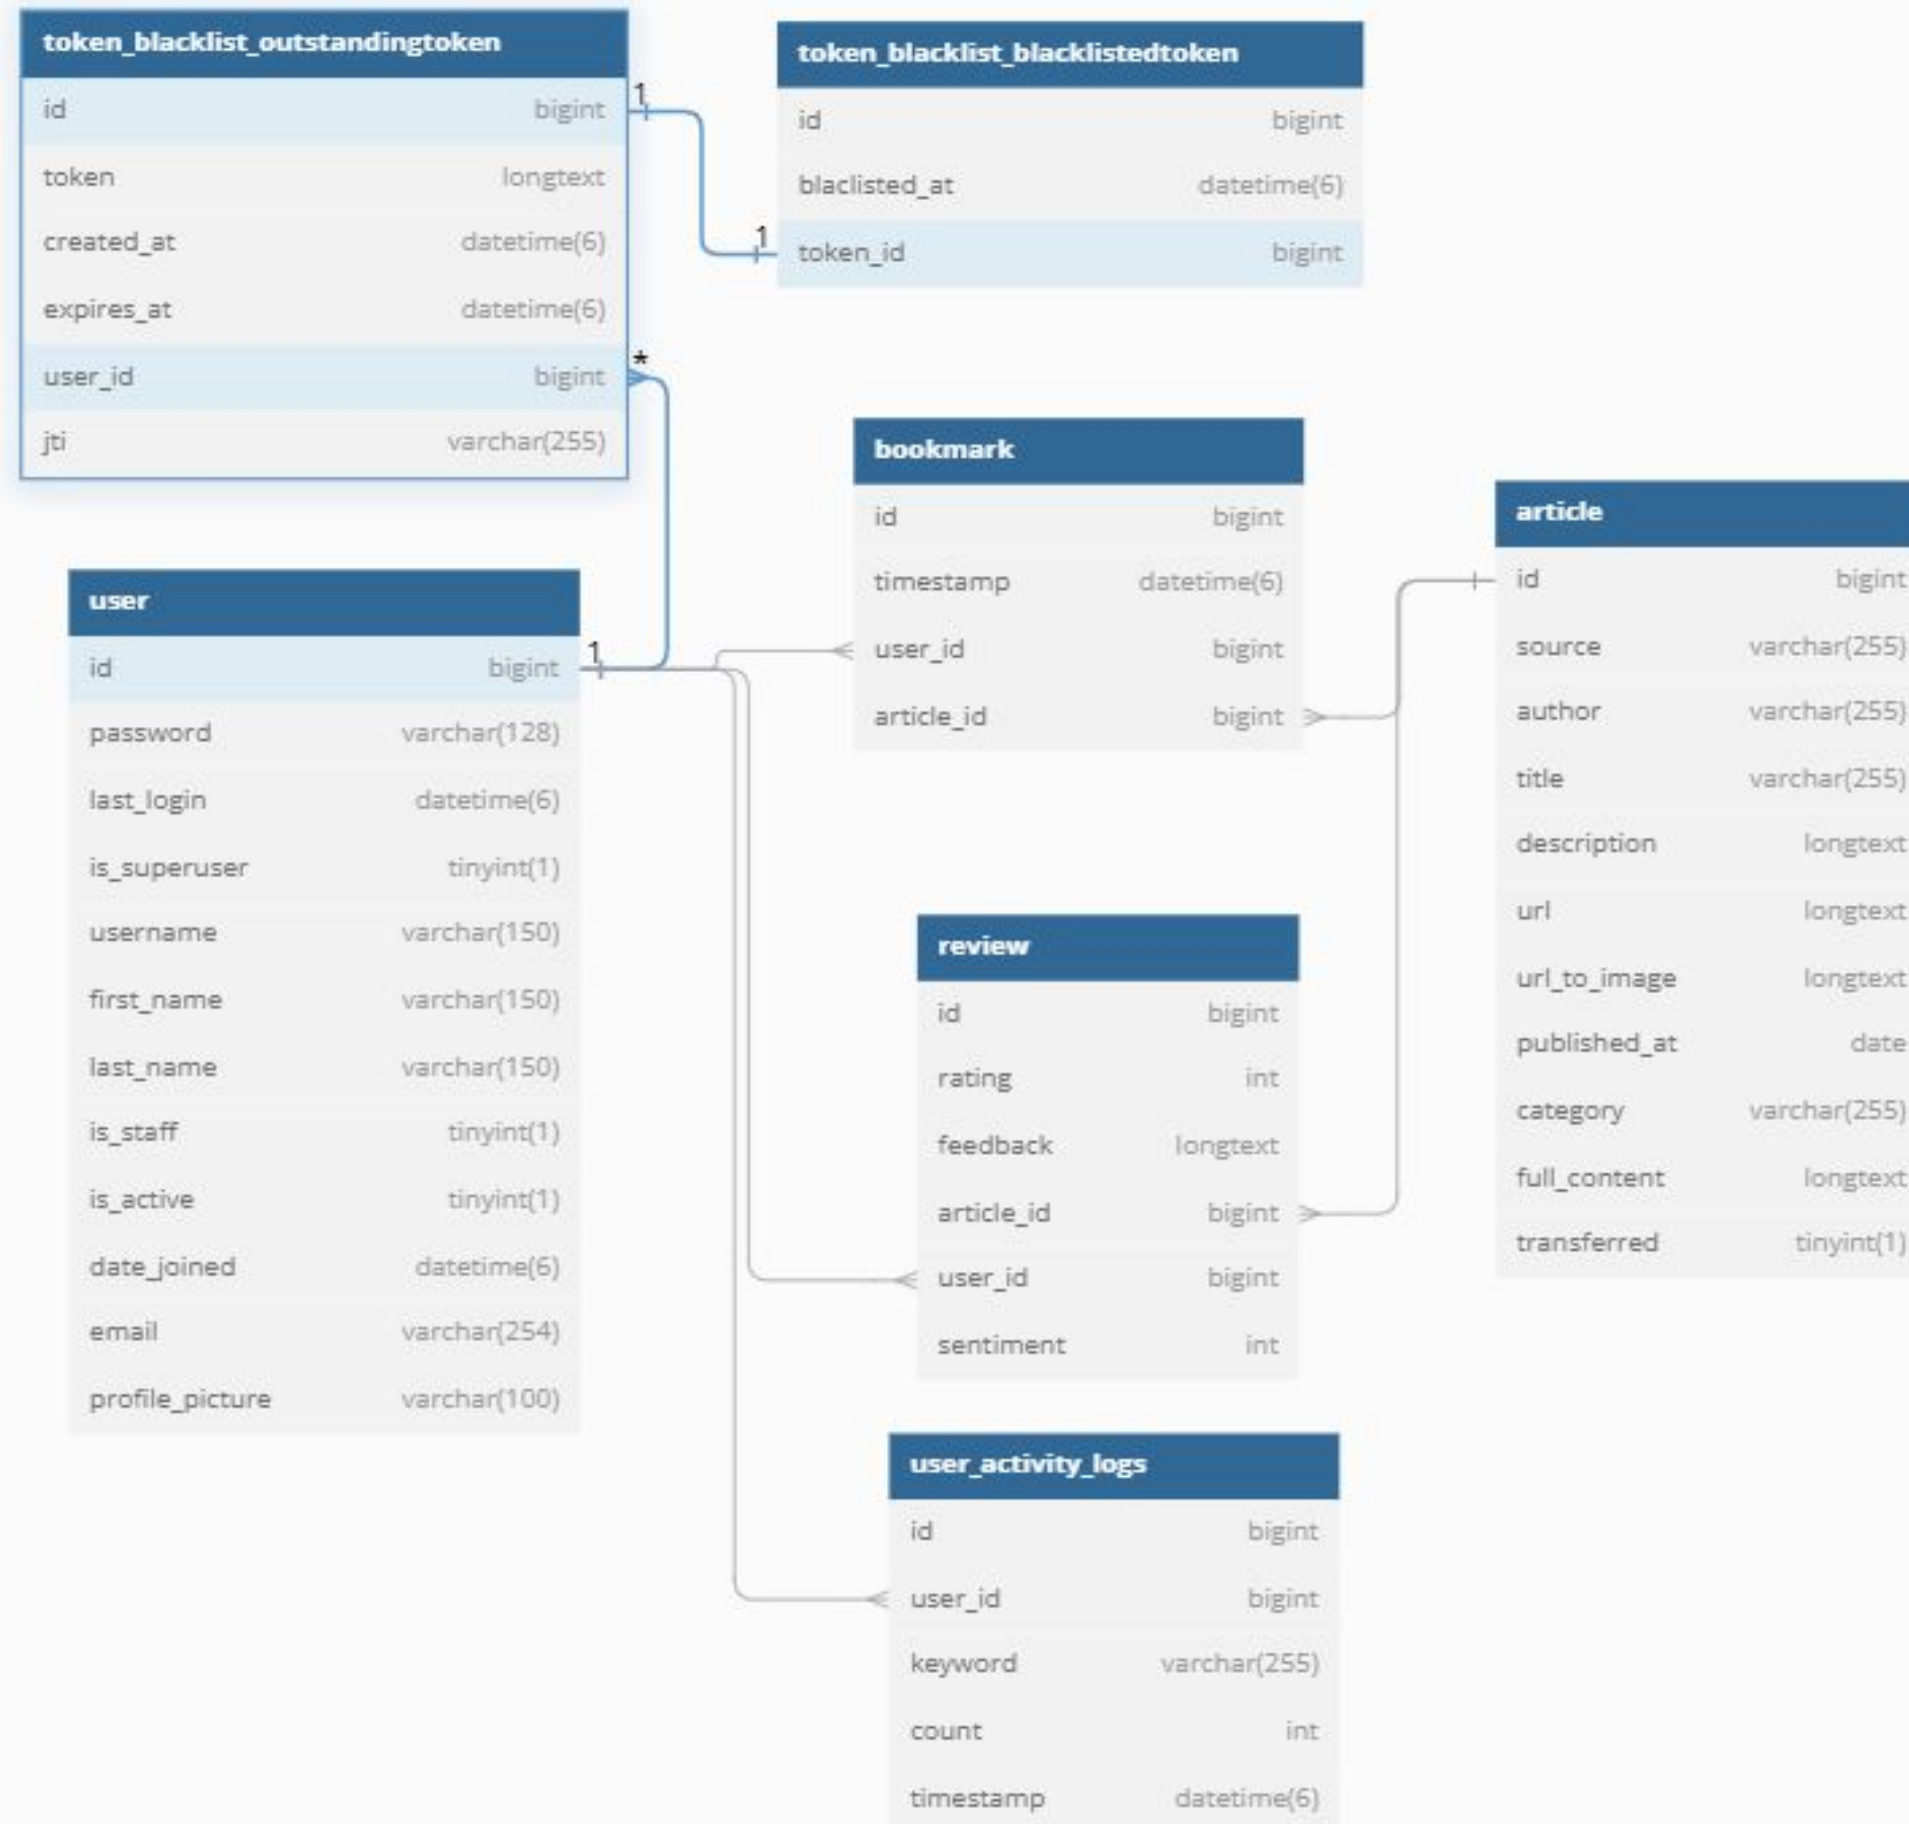 token_blacklist_outstandingtoken
id bigint
token longtext
created_at datetime(6)
expires_at datetime(6)
user_id bigint
jti varchar(255)
1
*
token_blacklist_blacklistedtoken
id bigint
blaclisted_at datetime(6)
token_id bigint
1
user
id bigint
password varchar(128)
last_login datetime(6)
is_superuser tinyint(1)
username varchar(150)
first_name varchar(150)
last_name varchar(150)
is_staff tinyint(1)
is_active tinyint(1)
date_joined datetime(6)
email varchar(254)
profile_picture varchar(100)
1
bookmark
id bigint
timestamp datetime(6)
user_id bigint
article_id bigint
review
id bigint
rating int
feedback longtext
article_id bigint
user_id bigint
sentiment int
user_activity_logs
id bigint
user_id bigint
keyword varchar(255)
count int
timestamp datetime(6)
article
id bigint
source varchar(255)
author varchar(255)
title varchar(255)
description longtext
url longtext
url_to_image longtext
published_at date
category varchar(255)
full_content longtext
transferred tinyint(1)